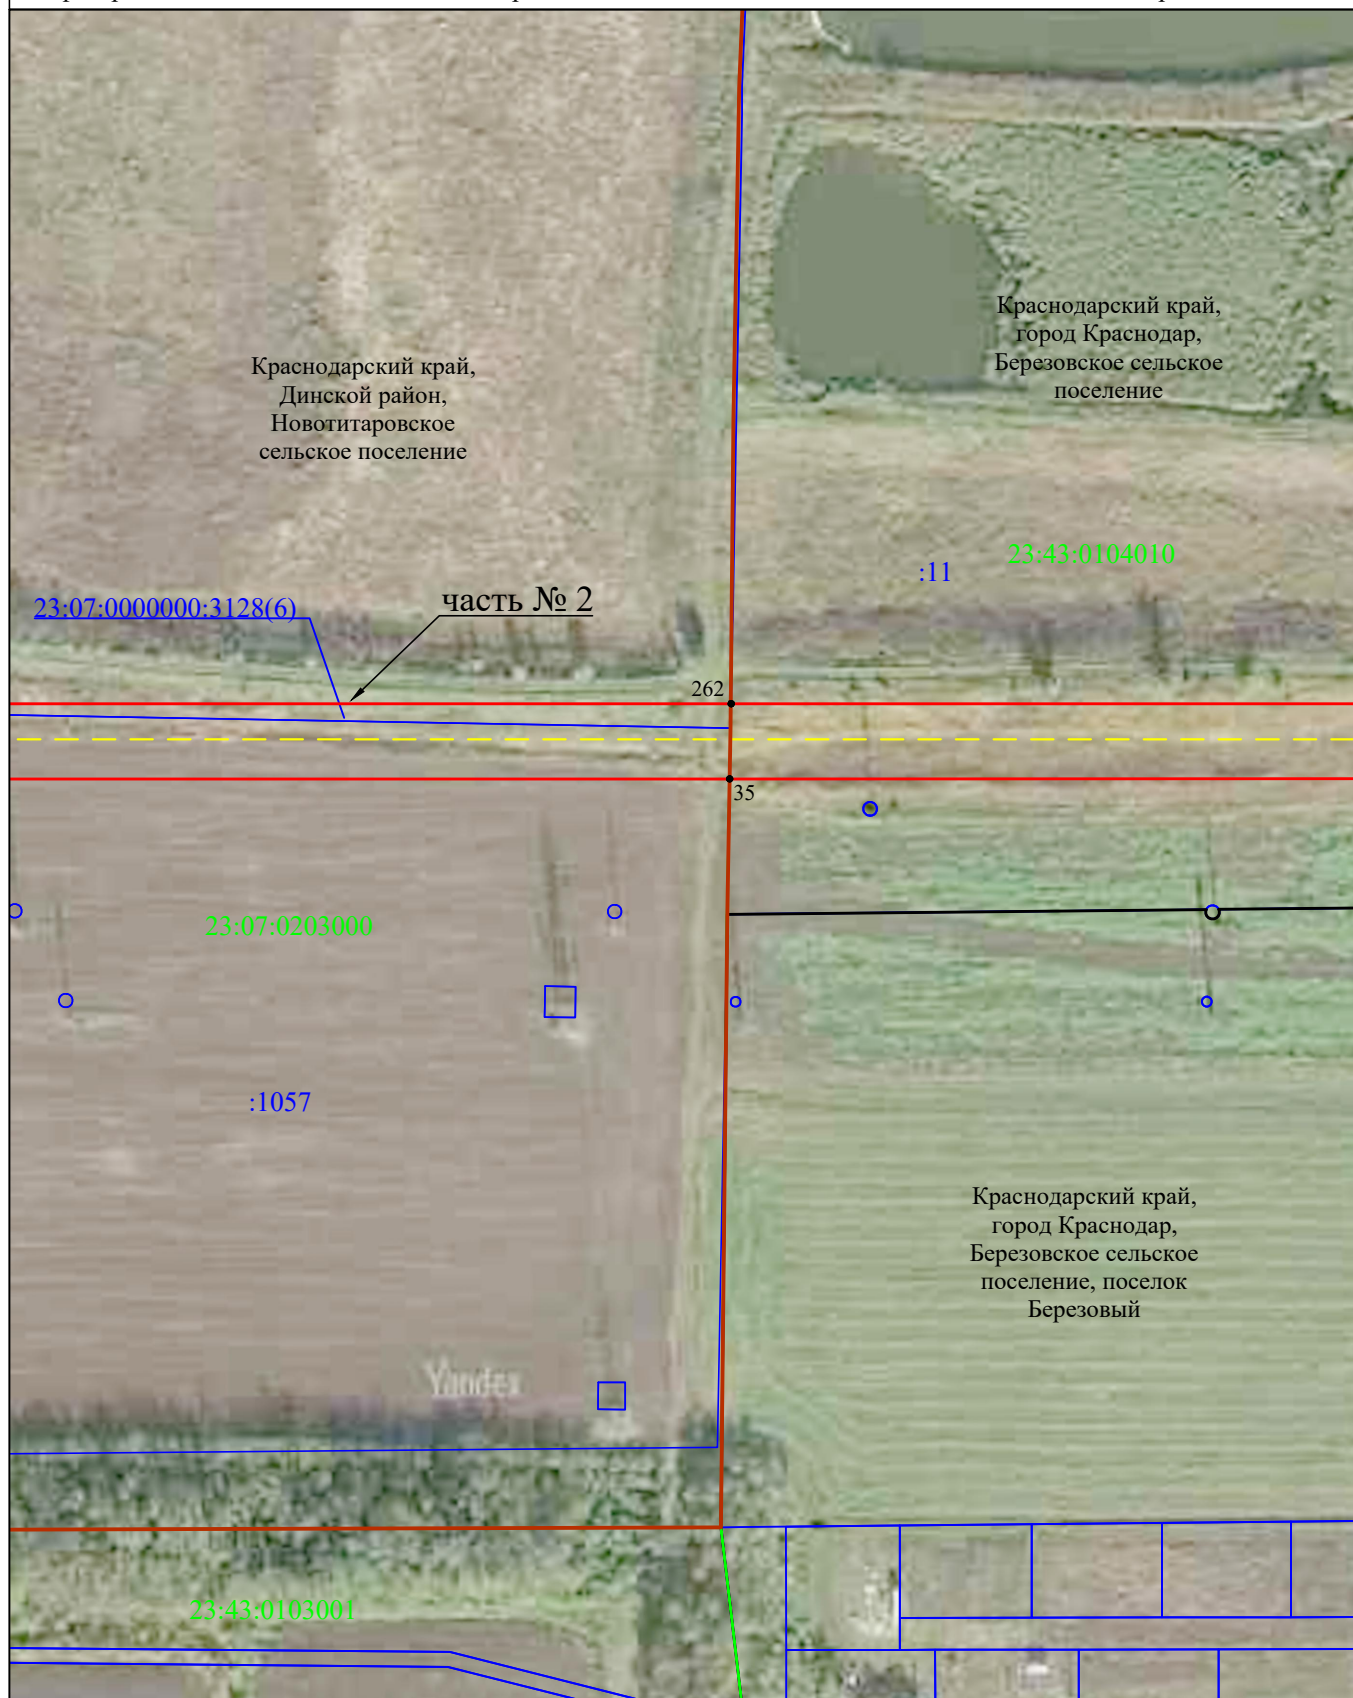 Краснодарский край,
город Краснодар,
Березовское сельское
поселение
Краснодарский край,
Динской район,
Новотитаровское
сельское поселение
23:43:0104010
:11
23:07:0000000:3128(6)
часть № 2
262
35
23:07:0203000
:1057
Краснодарский край,
город Краснодар,
Березовское сельское
поселение, поселок
Березовый
Yandex
23:43:0103001